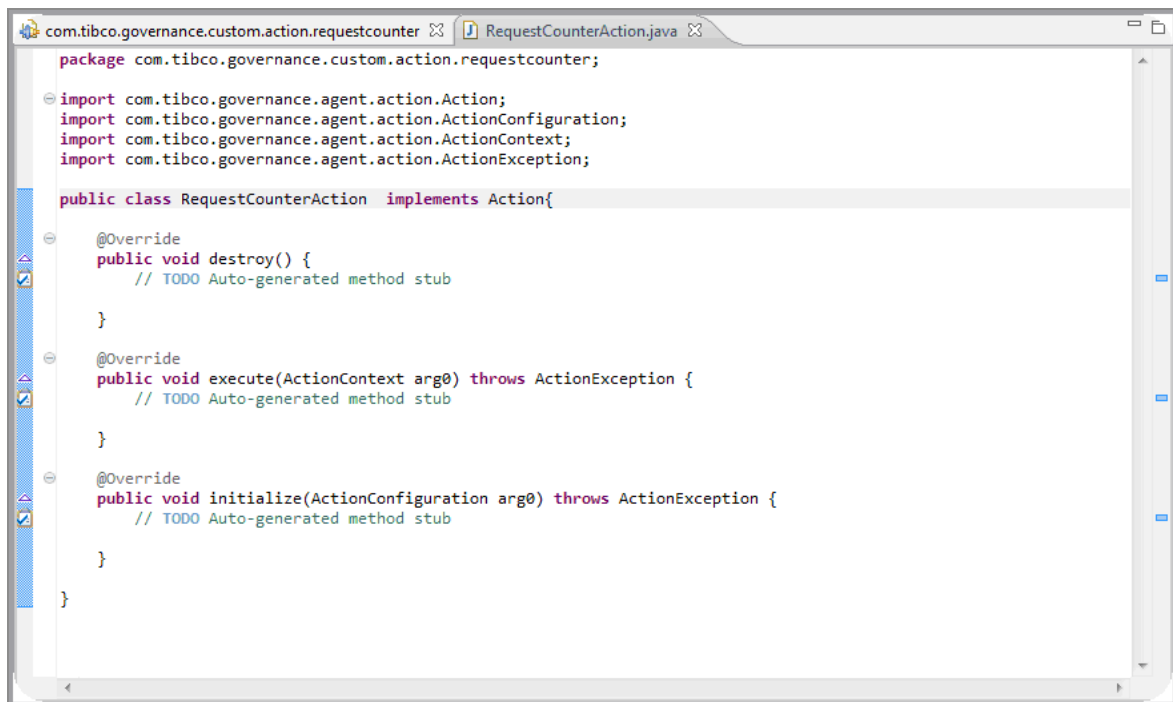 com.tibco.governance.custom.action.requestcounter RequestCounterAction.java
package com.tibco.governance.custom.action.requestcounter;
import com.tibco.governance.agent.action.Action;
import com.tibco.governance.agent.action.ActionConfiguration;
import com.tibco.governance.agent.action.ActionContext;
import com.tibco.governance.agent.action.ActionException;
public class RequestCounterAction  implements Action{
@Override
public void destroy() {
// TODO Auto-generated method stub
}
@Override
public void execute(ActionContext arg0) throws ActionException {
// TODO Auto-generated method stub
}
@Override
public void initialize(ActionConfiguration arg0) throws ActionException {
// TODO Auto-generated method stub
}
}